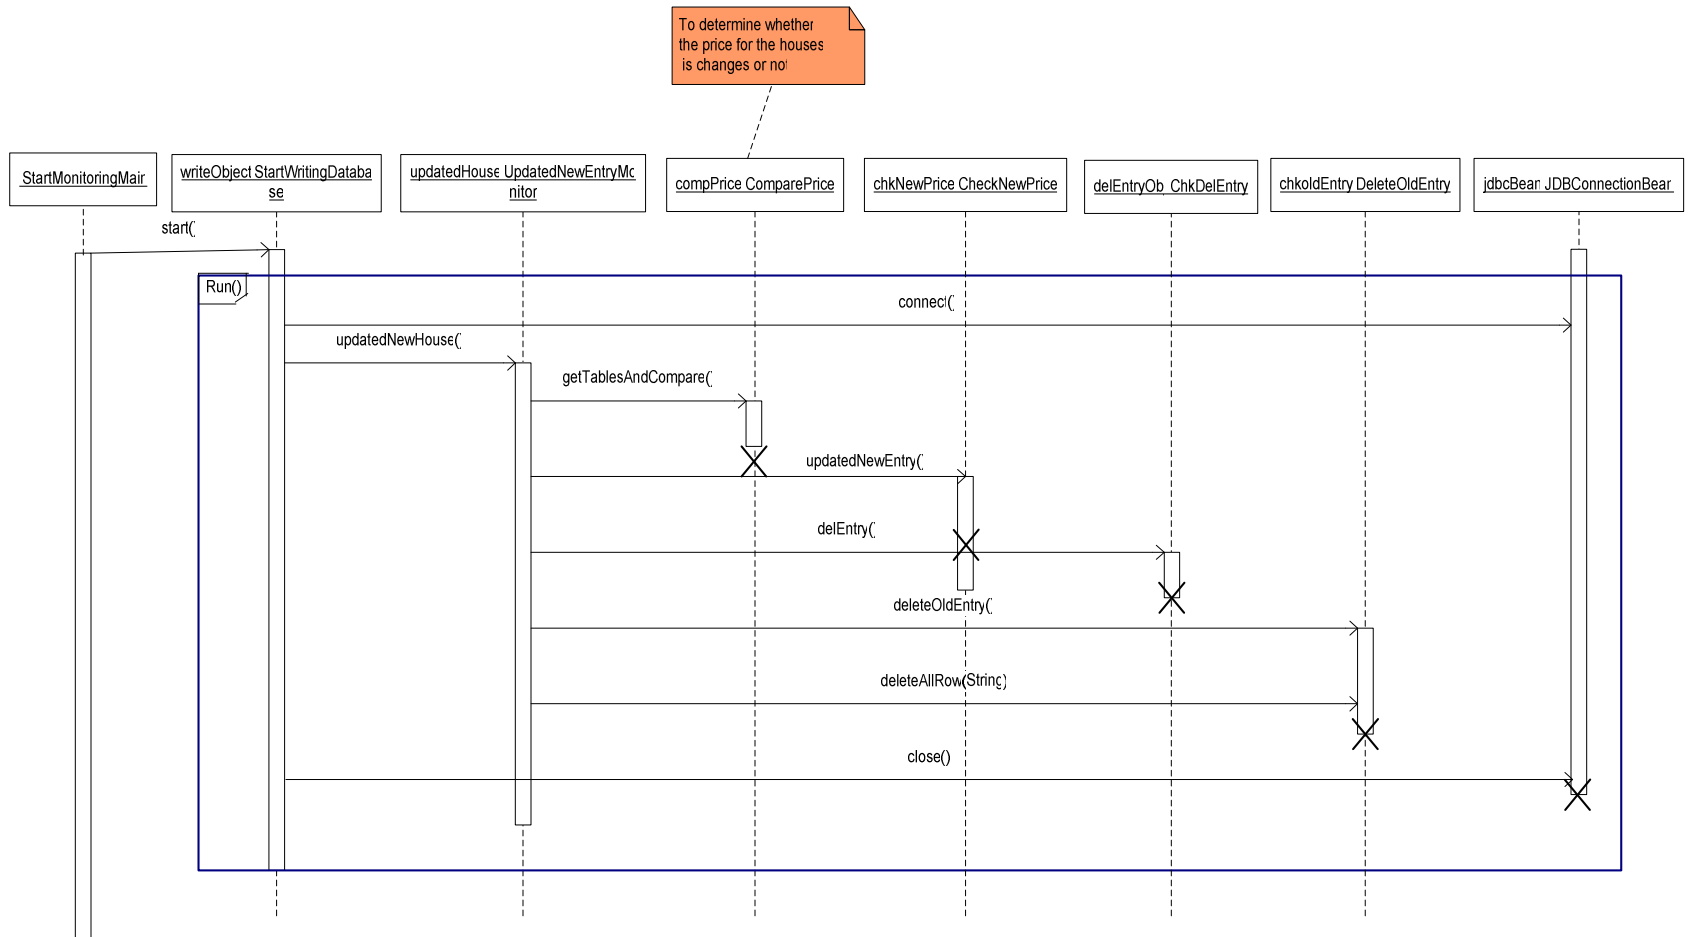 To determine whether
the price for the houses
is changes or not
StartMonitoringMain
writeObject StartWritingDataba
se
updatedHouse UpdatedNewEntryMo
nitor
compPrice ComparePrice
chkNewPrice CheckNewPrice
delEntryOb ChkDelEntry
chkoldEntry DeleteOldEntry
jdbcBean JDBConnectionBean
start()
Run()
connect()
updatedNewHouse()
getTablesAndCompare()
updatedNewEntry()
delEntry()
deleteOldEntry()
deleteAllRow(String)
close()